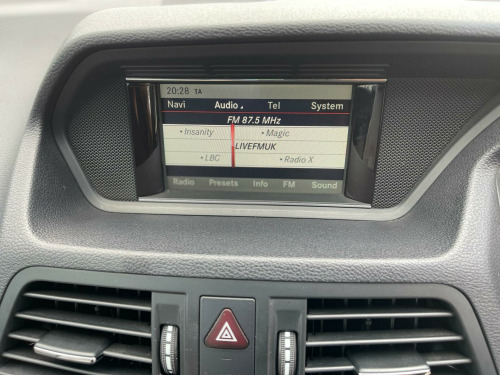 20:28 TA
Navi Audio Tel System
FM 87.5 MHz
• Insanity • Magic
LIVEFMUK
• LBC • Radio X
Radio Presets Info FM Sound